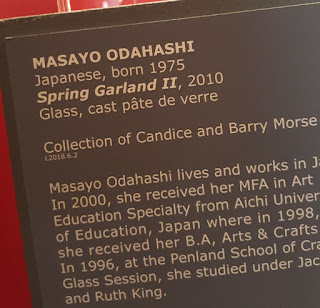 MASAYO ODAHASHI
Japanese, born 1975
Spring Garland II, 2010
Glass, cast pâte de verre
Collection of Candice and Barry Morse
L2018.6.2
Masayo Odahashi lives and works in
In 2000, she received her MFA in Art
Education Specialty from Aichi
of Education, Japan where in 1998,
she received her B.A, Arts & Crafts
In 1996, at the Penland School of
Glass Session, she studied under
and Ruth King.